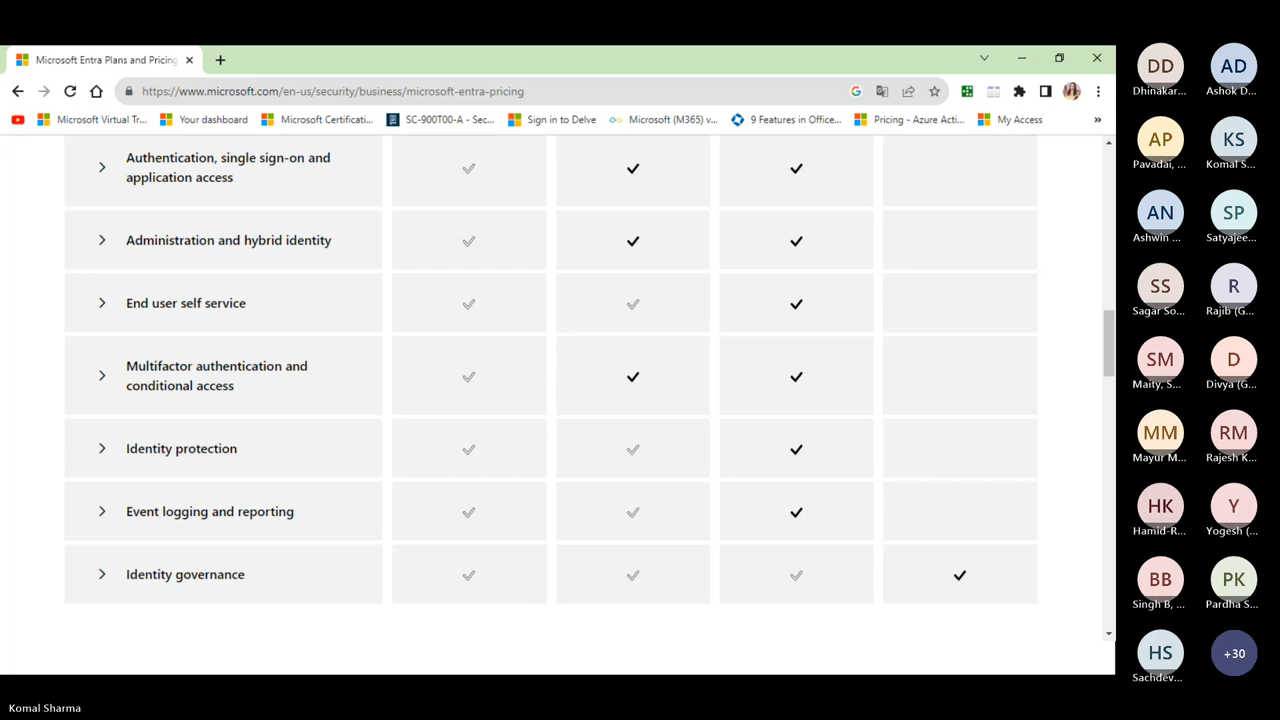 Microsoft Entra Plans and Pricing
https://www.microsoft.com/en-us/security/business/microsoft-entra-pricing
Microsoft Virtual Tr...
Your dashboard
Microsoft Certificati...
SC-900T00-A - Sec...
Sign in to Delve
Microsoft (M365) v...
9 Features in Office...
Pricing - Azure Acti...
My Access
»
Authentication, single sign-on and
application access
Administration and hybrid identity
End user self service
Multifactor authentication and
conditional access
Identity protection
Event logging and reporting
Identity governance
DD
AD
Dhinakar...
Ashok D...
AP
KS
Pavadai, ...
Komal S...
AN
SP
Ashwin ...
Satyajee...
SS
R
Sagar So...
Rajib (G...
SM
D
Maity, S...
Divya (G...
MM
RM
Mayur M...
Rajesh K...
HK
Y
Hamid-R...
Yogesh (...
BB
PK
Singh B, ...
Pardha S...
HS
+30
Sachdev...
Komal Sharma